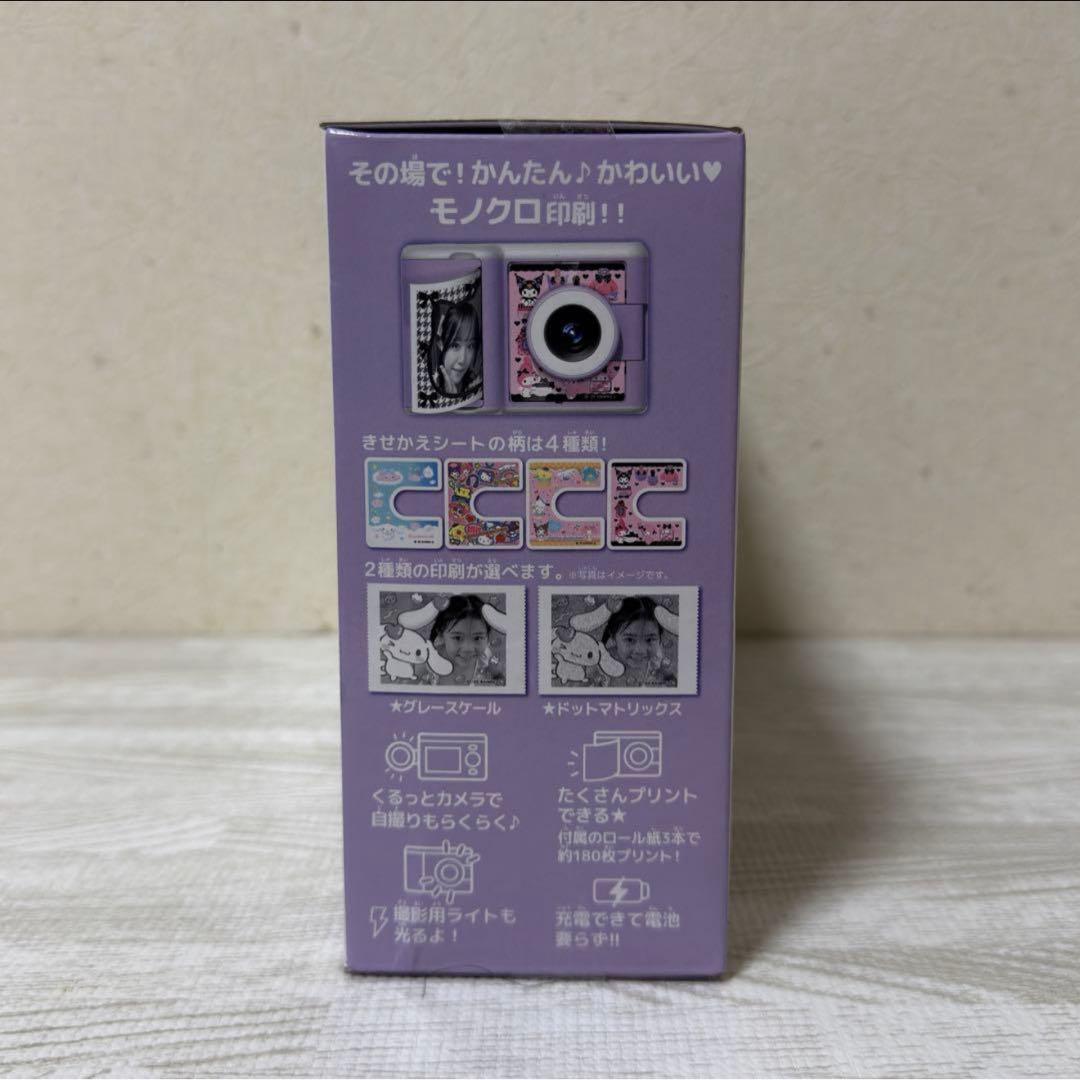 その場で！かんたん♪かわいい♥
モノクロ印刷！！
きせかえシートの柄は4種類！
2種類の印刷が選べます。※写真はイメージです。
★グレースケール
★ドットマトリックス
くるっとカメラで
自撮りもらくらく♪
たくさんプリント
できる★
付属のロール紙3本で
約180枚プリント！
撮影用ライトも
光るよ！
充電できて電池
要らず!!